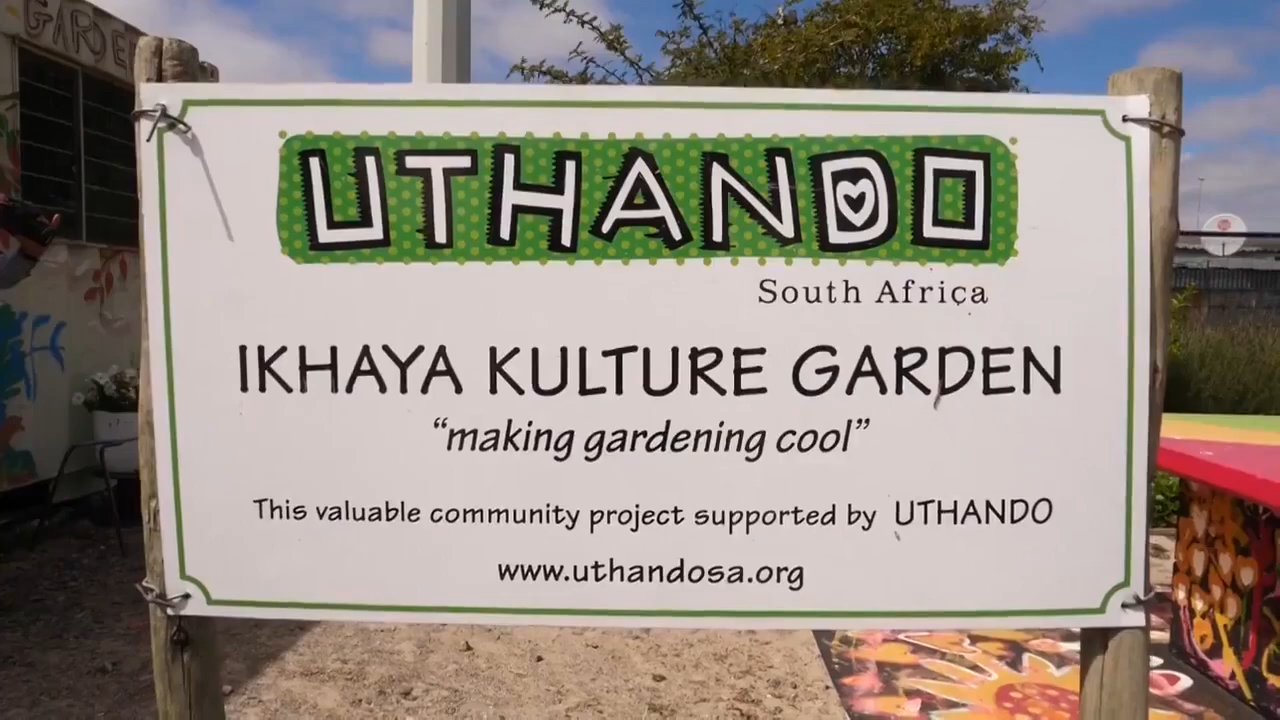 GARDE
UTHANDO
South Africa
IKHAYA KULTURE GARDEN
“making gardening cool”
This valuable community project supported by UTHANDO
www.uthandosa.org